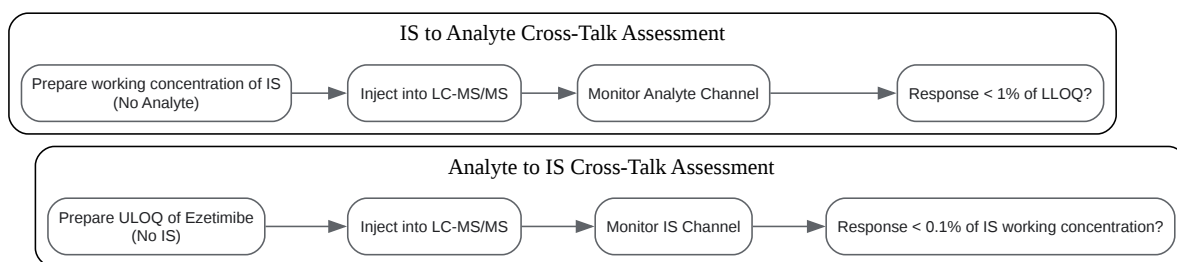 IS to Analyte Cross-Talk Assessment
Prepare working concentration of IS
(No Analyte)
Inject into LC-MS/MS
Monitor Analyte Channel
Response < 1% of LLOQ?
Analyte to IS Cross-Talk Assessment
Prepare ULOQ of Ezetimibe
(No IS)
Inject into LC-MS/MS
Monitor IS Channel
Response < 0.1% of IS working concentration?